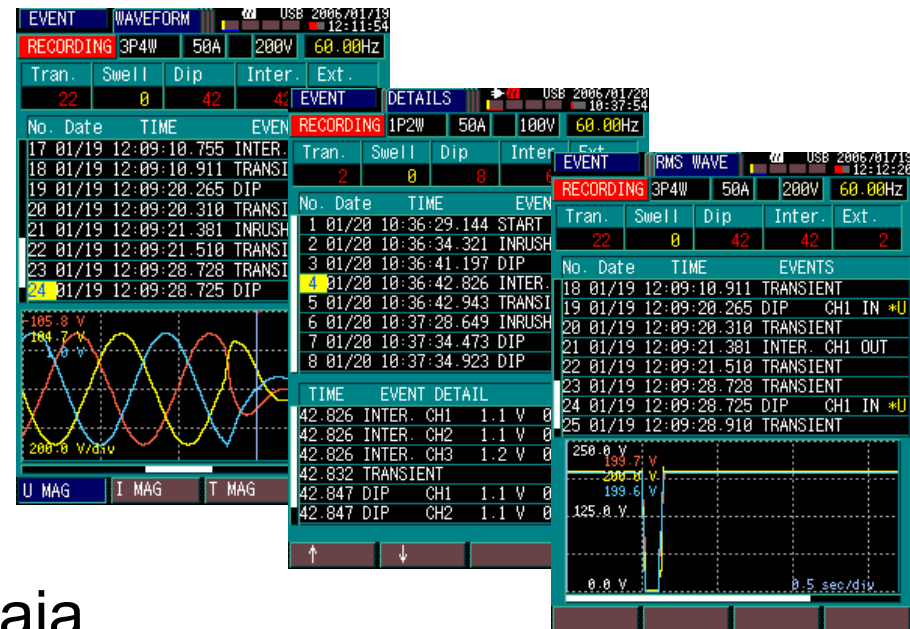 EVENT WAVEFORM USB 2006/01/19
12:11:54
RECORDING 3P4W 50A 200V 60.00Hz
Tran. Swell Dip Inter. Ext.
22 0 42 42
No. Date TIME EVEN
17 01/19 12:09:10.755 INTER.
18 01/19 12:09:10.911 TRANSI
19 01/19 12:09:20.265 DIP
20 01/19 12:09:20.310 TRANSI
21 01/19 12:09:21.381 INRUSH
22 01/19 12:09:21.510 TRANSI
23 01/19 12:09:28.728 TRANSI
24 01/19 12:09:28.725 DIP
-105.8 V
104.7 V
200.0 V/div
U MAG I MAG T MAG
EVENT DETAILS USB 2006/01/20
10:37:54
RECORDING 1P2W 50A 100V 60.00Hz
Tran. Swell Dip Inter Ext.
2 0 8
No. Date TIME EVEN
1 01/20 10:36:29.144 START
2 01/20 10:36:34.321 INRUSH
3 01/20 10:36:41.197 DIP
4 01/20 10:36:42.826 INTER.
5 01/20 10:36:42.943 TRANSI
6 01/20 10:37:28.649 INRUSH
7 01/20 10:37:34.473 DIP
8 01/20 10:37:34.923 DIP
TIME EVENT DETAIL
42.826 INTER. CH1 1.1 V 0
42.826 INTER. CH2 1.1 V 0
42.826 INTER. CH3 1.2 V 0
42.832 TRANSIENT
42.847 DIP CH1 1.1 V 0
42.847 DIP CH2 1.1 V 0
↑ ↓
EVENT RMS WAVE USB 2006/01/19
12:12:20
RECORDING 3P4W 50A 200V 60.00Hz
Tran. Swell Dip Inter. Ext.
22 0 42 42 2
No. Date TIME EVENTS
18 01/19 12:09:10.911 TRANSIENT
19 01/19 12:09:20.265 DIP CH1 IN *U
20 01/19 12:09:20.310 TRANSIENT
21 01/19 12:09:21.381 INTER. CH1 OUT
22 01/19 12:09:21.510 TRANSIENT
23 01/19 12:09:28.728 TRANSIENT
24 01/19 12:09:28.725 DIP CH1 IN *U
25 01/19 12:09:28.910 TRANSIENT
250.0 V
199.7 V
200.0 V
199.6 V
125.0 V
0.0 V 0.5 sec/div
aia